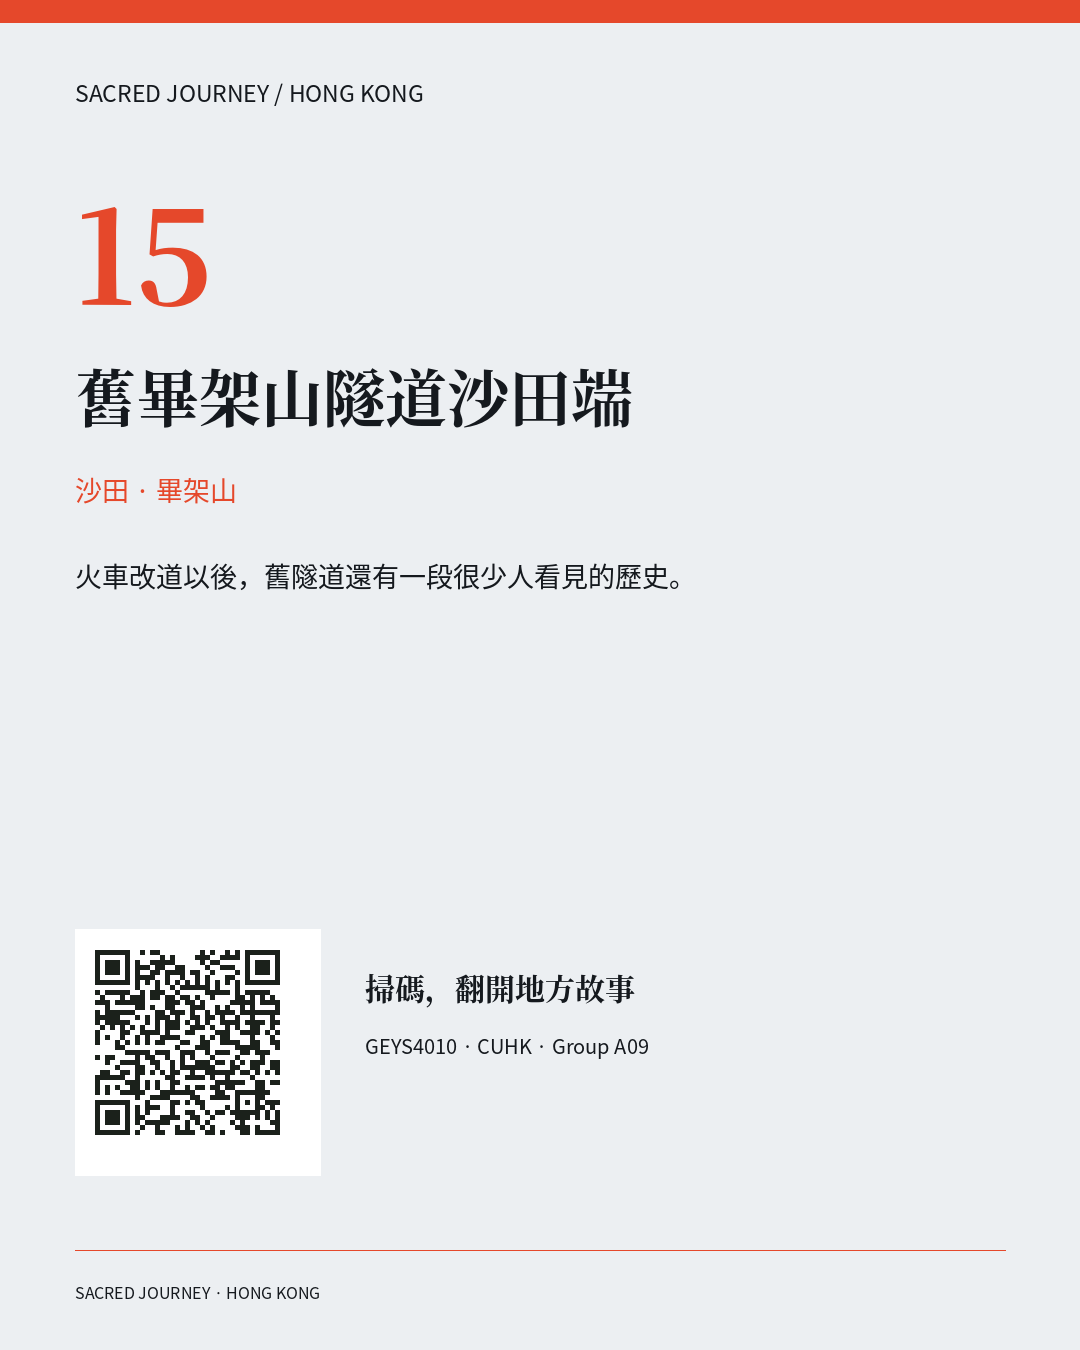 SACRED JOURNEY / HONG KONG
15
舊畢架山隧道沙田端
沙田 · 畢架山
火車改道以後，舊隧道還有一段很少人看見的歷史。
掃碼，翻開地方故事
GEYS4010 · CUHK · Group A09
SACRED JOURNEY · HONG KONG